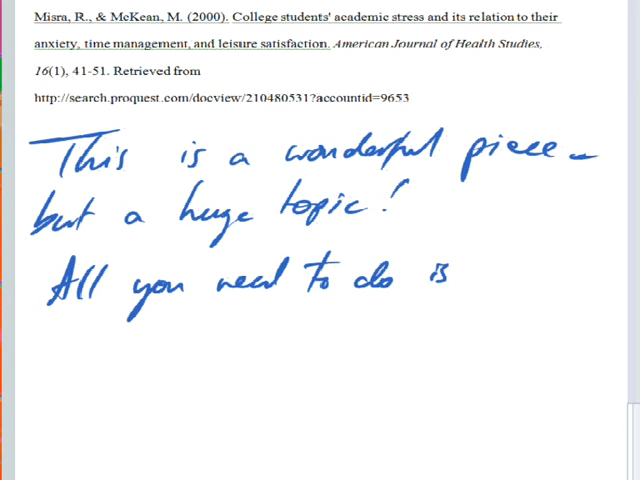 Misra, R., & McKean, M. (2000). College students' academic stress and its relation to their
anxiety, time management, and leisure satisfaction. American Journal of Health Studies,
16(1), 41-51. Retrieved from
http://search.proquest.com/docview/210480531?accountid=9653
This is a wonderful piece –
but a huge topic!
All you need to do is